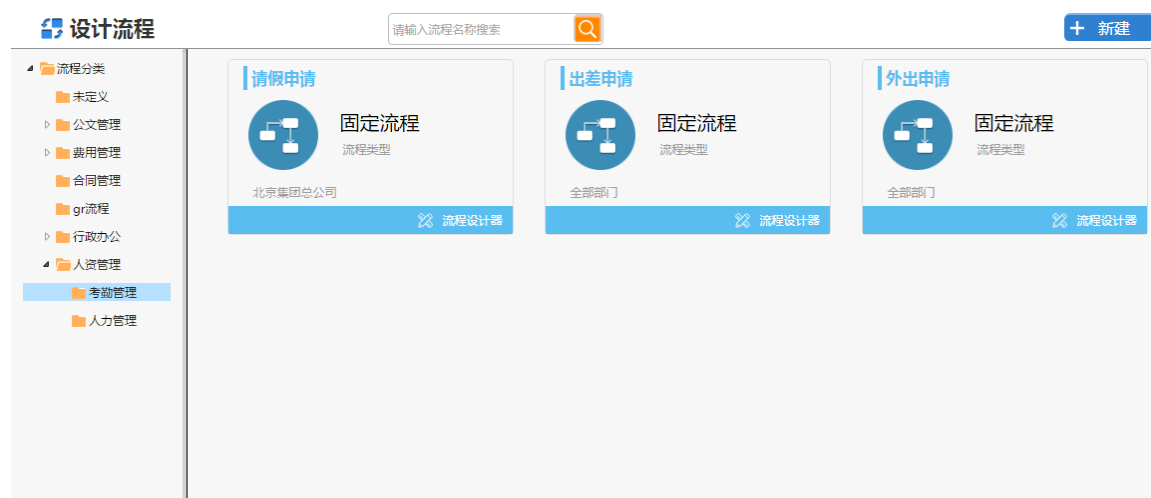 设计流程
请输入流程名称搜索
新建
流程分类
未定义
公文管理
费用管理
合同管理
gr流程
行政办公
人资管理
考勤管理
人力管理
请假申请
固定流程
流程类型
北京集团总公司
流程设计器
出差申请
固定流程
流程类型
全部部门
流程设计器
外出申请
固定流程
流程类型
全部部门
流程设计器